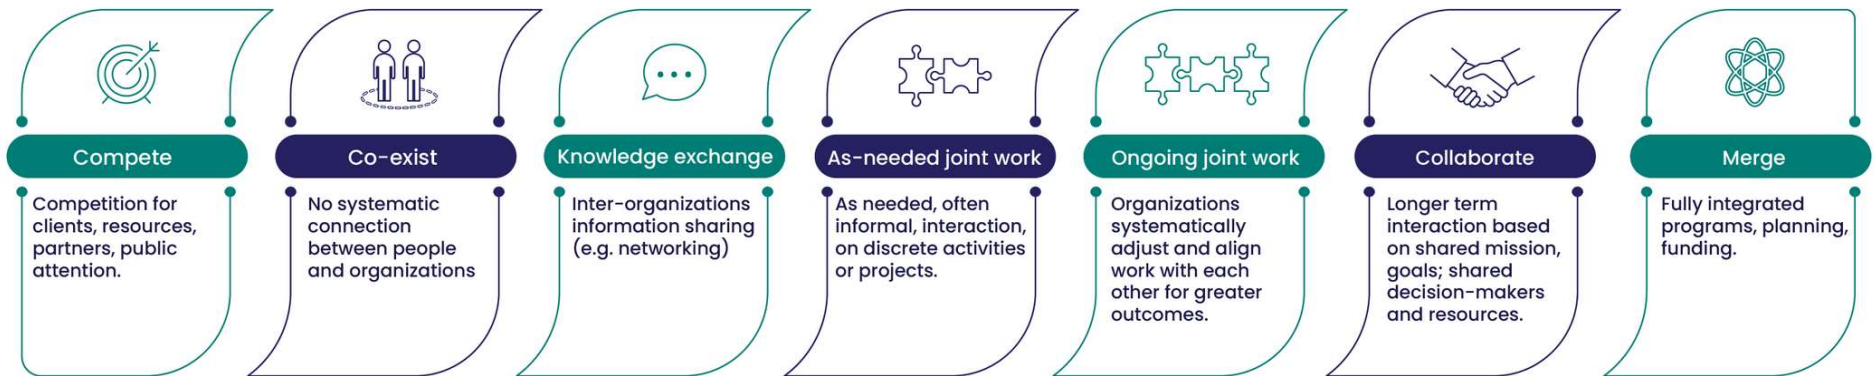 Compete
Competition for
clients, resources,
partners, public
attention.
Co-exist
No systematic
connection
between people
and organizations
Knowledge exchange
Inter-organizations
information sharing
(e.g. networking)
As-needed joint work
As needed, often
informal, interaction,
on discrete activities
or projects.
Ongoing joint work
Organizations
systematically
adjust and align
work with each
other for greater
outcomes.
Collaborate
Longer term
interaction based
on shared mission,
goals; shared
decision-makers
and resources.
Merge
Fully integrated
programs, planning,
funding.